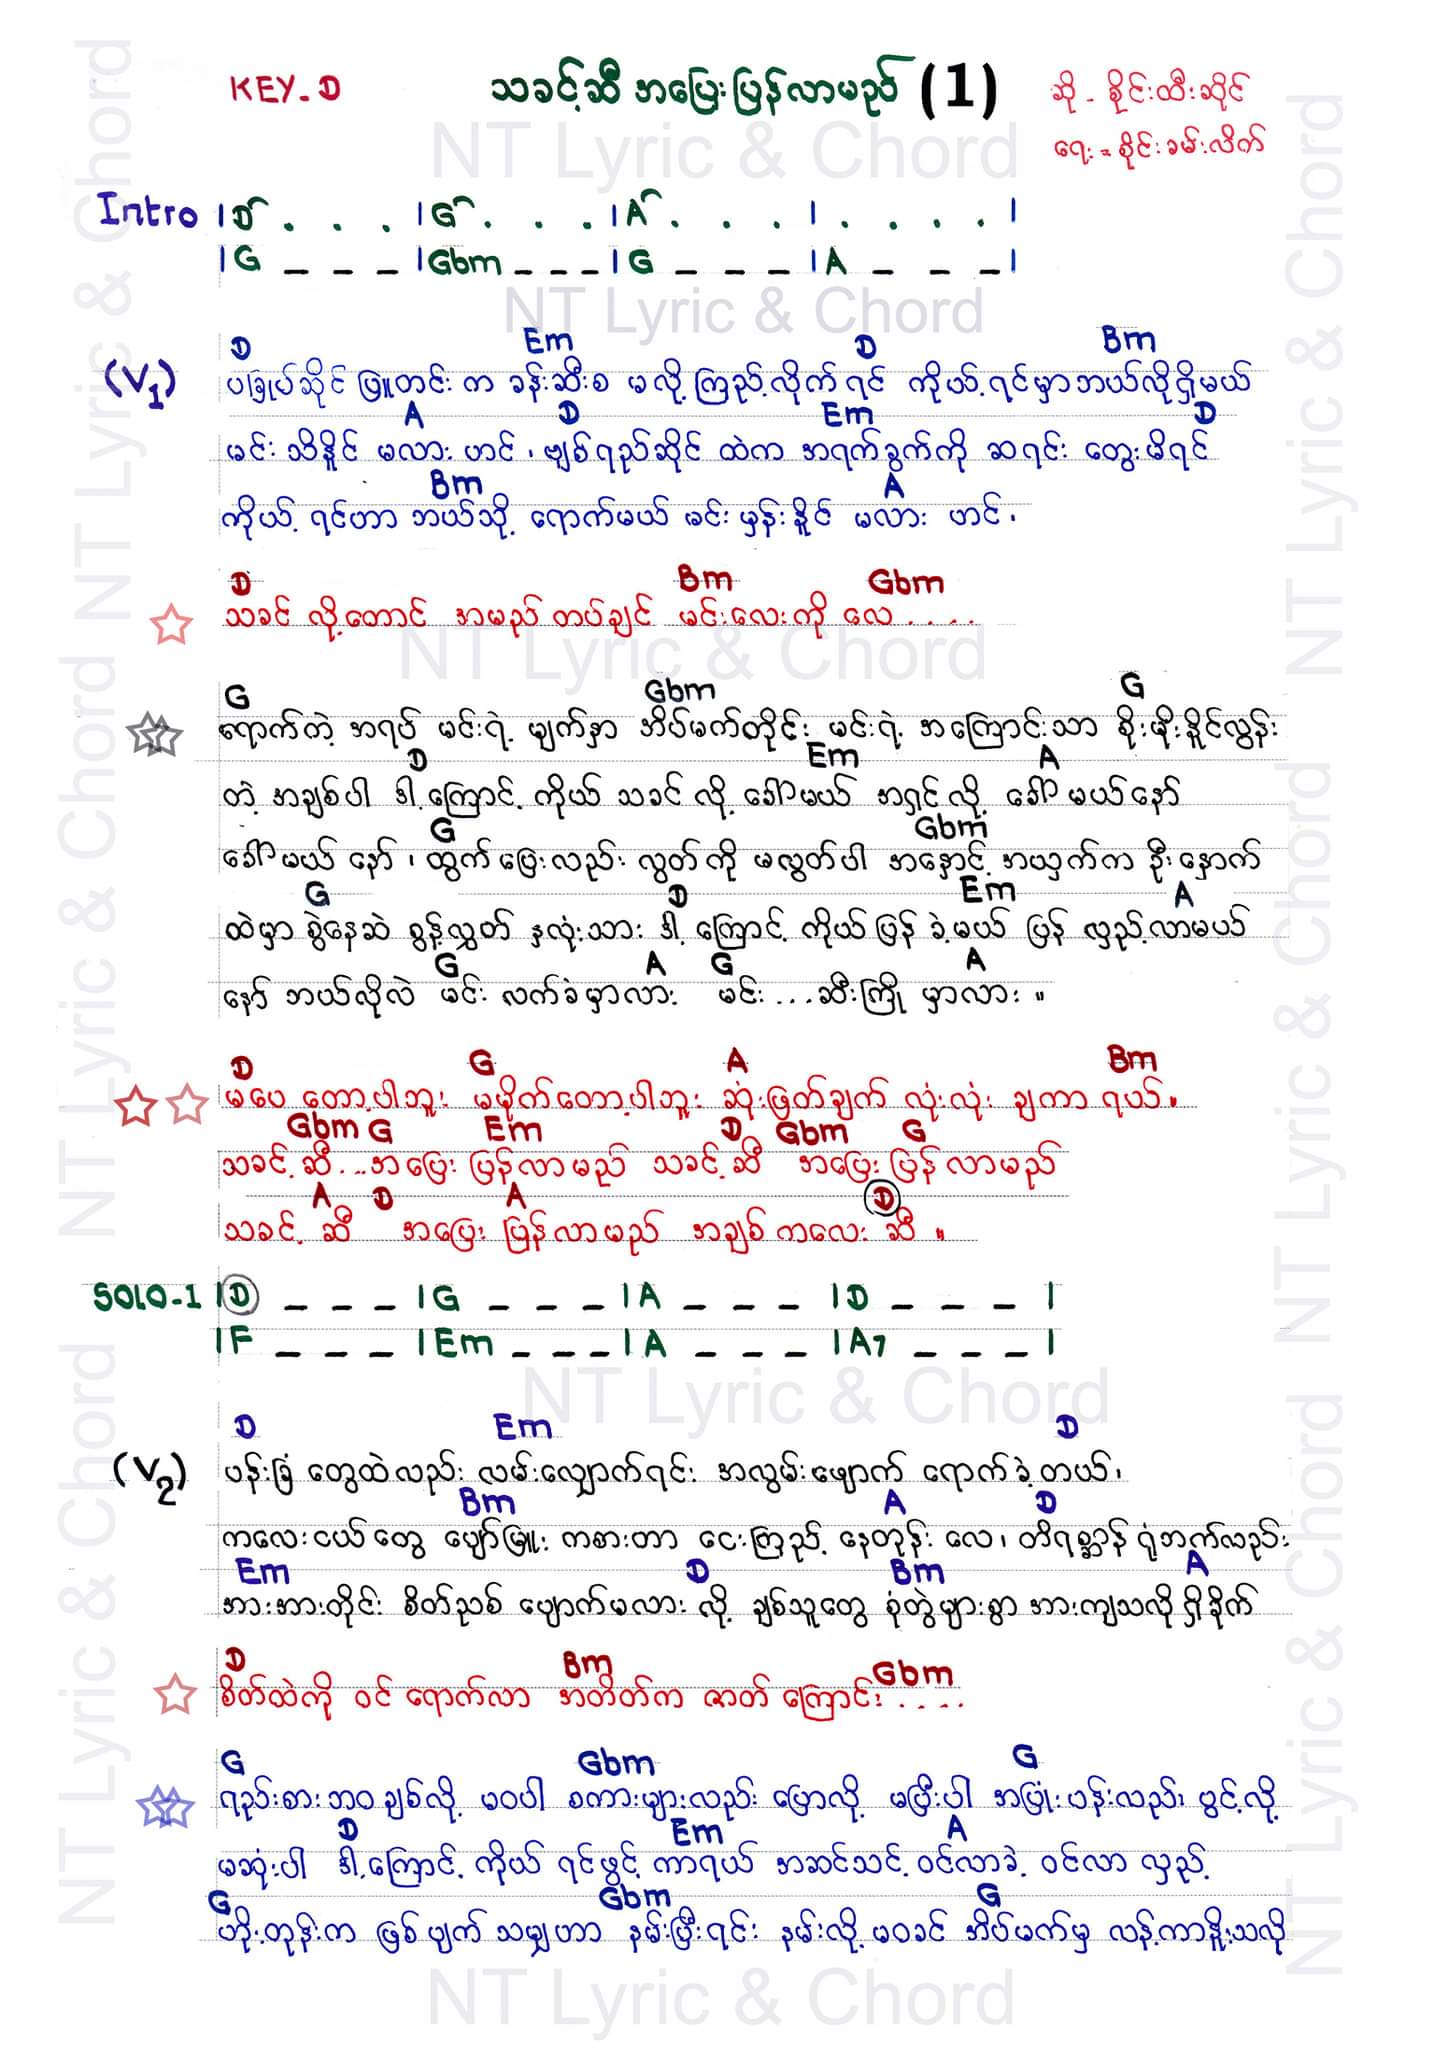 KEY-D
သခင့်ဆီ အပြေးပြန်လာမည် (1)
ဆို - စိုင်းထီးဆိုင်
ရေး = စိုင်းခမ်းလိတ်
NT Lyric & Chord
Intro |D . . . |G . . . |A . . . | . . . . |
|G _ _ _ |Gbm _ _ _ |G _ _ _ |A _ _ _ |
NT Lyric & Chord
D Em D Bm
(V1) ပန်းခြုံဆိုင် ဖြူတင်း က ခန်းဆီးစ မလို့ ကြည့်လိုက်ရင် ကိုယ့်ရင်မှာဘယ်လိုရှိမယ်
A D Em D
မင်း သိနိုင် မလား ဟင်၊ ဗျစ်ရည်ဆိုင် ထဲက အရက်ခွက်ကို ဆရင်း တွေးမိရင်
Bm A
ကိုယ့် ရင်ဟာ ဘယ်သို့ ရောက်မယ် မင်း မှန်းနိုင် မလား ဟင်၊
D Bm Gbm
သခင် လို့တောင် အမည် တပ်ချင် မင်းလေးကို လေ . . . .
NT Lyric & Chord
G Gbm G
ရောက်တဲ့ အရပ် မင်းရဲ့ မျက်နှာ အိပ်မက်တိုင်း မင်းရဲ့ အကြောင်းသာ စိုးမိုးနိုင်လွန်း
D Em A
တဲ့ အချစ်ပါ ဒါ့ကြောင့် ကိုယ် သခင် လို့ ခေါ်မယ် အရှင်လို့ ခေါ်မယ်နော်
G Gbm
ခေါ်မယ် နော်၊ ထွက်ပြေးလည်း လွတ်ကို မလွတ်ပါ အနှောင့် အယှက်က ဦးနှောက်
G D Em A
ထဲမှာ စွဲနေဆဲ စွန့်လွှတ် နှလုံးသား ဒါ့ ကြောင့် ကိုယ်ပြန် ခဲ့မယ် ပြန် လှည့်လာမယ်
G A G A
နော် ဘယ်လိုလဲ မင်း လက်ခံမှာလား မင်း ...ဆီးကြို မှာလား ။
D G A Bm
မပေ တော့ပါဘူး မမိုက်တော့ပါဘူး ဆုံးဖြတ်ချက် လုံးလုံး ချကာ ရယ်။
Gbm G Em D Gbm G
သခင့် ဆီ...အပြေး ပြန်လာမည် သခင့်ဆီ အပြေး ပြန်လာမည်
A D A D
သခင့် ဆီ အပြေး ပြန်လာမည် အချစ်ကလေး ဆီ ။
SOLO-1 |D _ _ _ |G _ _ _ |A _ _ _ |D _ _ _ |
|F _ _ _ |Em _ _ _ |A _ _ _ |A7 _ _ _ |
NT Lyric & Chord
D Em D
(V2) ပန်းခြံ တွေထဲလည်း လမ်းလျှောက်ရင်း အလွမ်းဖျောက် ရောက်ခဲ့တယ်၊
Bm A D
ကလေးငယ်တွေ ပျော်မြူး ကစားတာ ငေးကြည့် နေတုန်း လေ၊ တိရစ္ဆာန် ရုံဘက်လည်း
Em D Bm A
အားအားတိုင်း စိတ်ညစ် ပျောက်မလား လို့ ချစ်သူတွေ စုံတွဲများစွာ အားကျသလိုရှိခိုက်
D Bm Gbm
စိတ်ထဲကို ဝင် ရောက်လာ အတိတ်က ဇာတ် ကြောင်း . . . .
G Gbm G
ရည်းစား ဘဝ ချစ်လို့ မဝပါ စကားများလည်း ပြောလို့ မပြီးပါ အပြုံးပန်းလည်း ပွင့်လို့
D Em A
မဆုံးပါ ဒါ့ကြောင့် ကိုယ် ရင်ဖွင့် ကာရယ် အဆင်သင့် ဝင်လာခဲ့ ဝင်လာ လှည့်
G Gbm G
ဟိုးတုန်းက ဖြစ်ပျက် သမျှဟာ နမ်းပြီးရင်း နမ်းလို့ မဝခင် အိပ်မက်မှ လန့်ကာနိုးသလို
NT Lyric & Chord